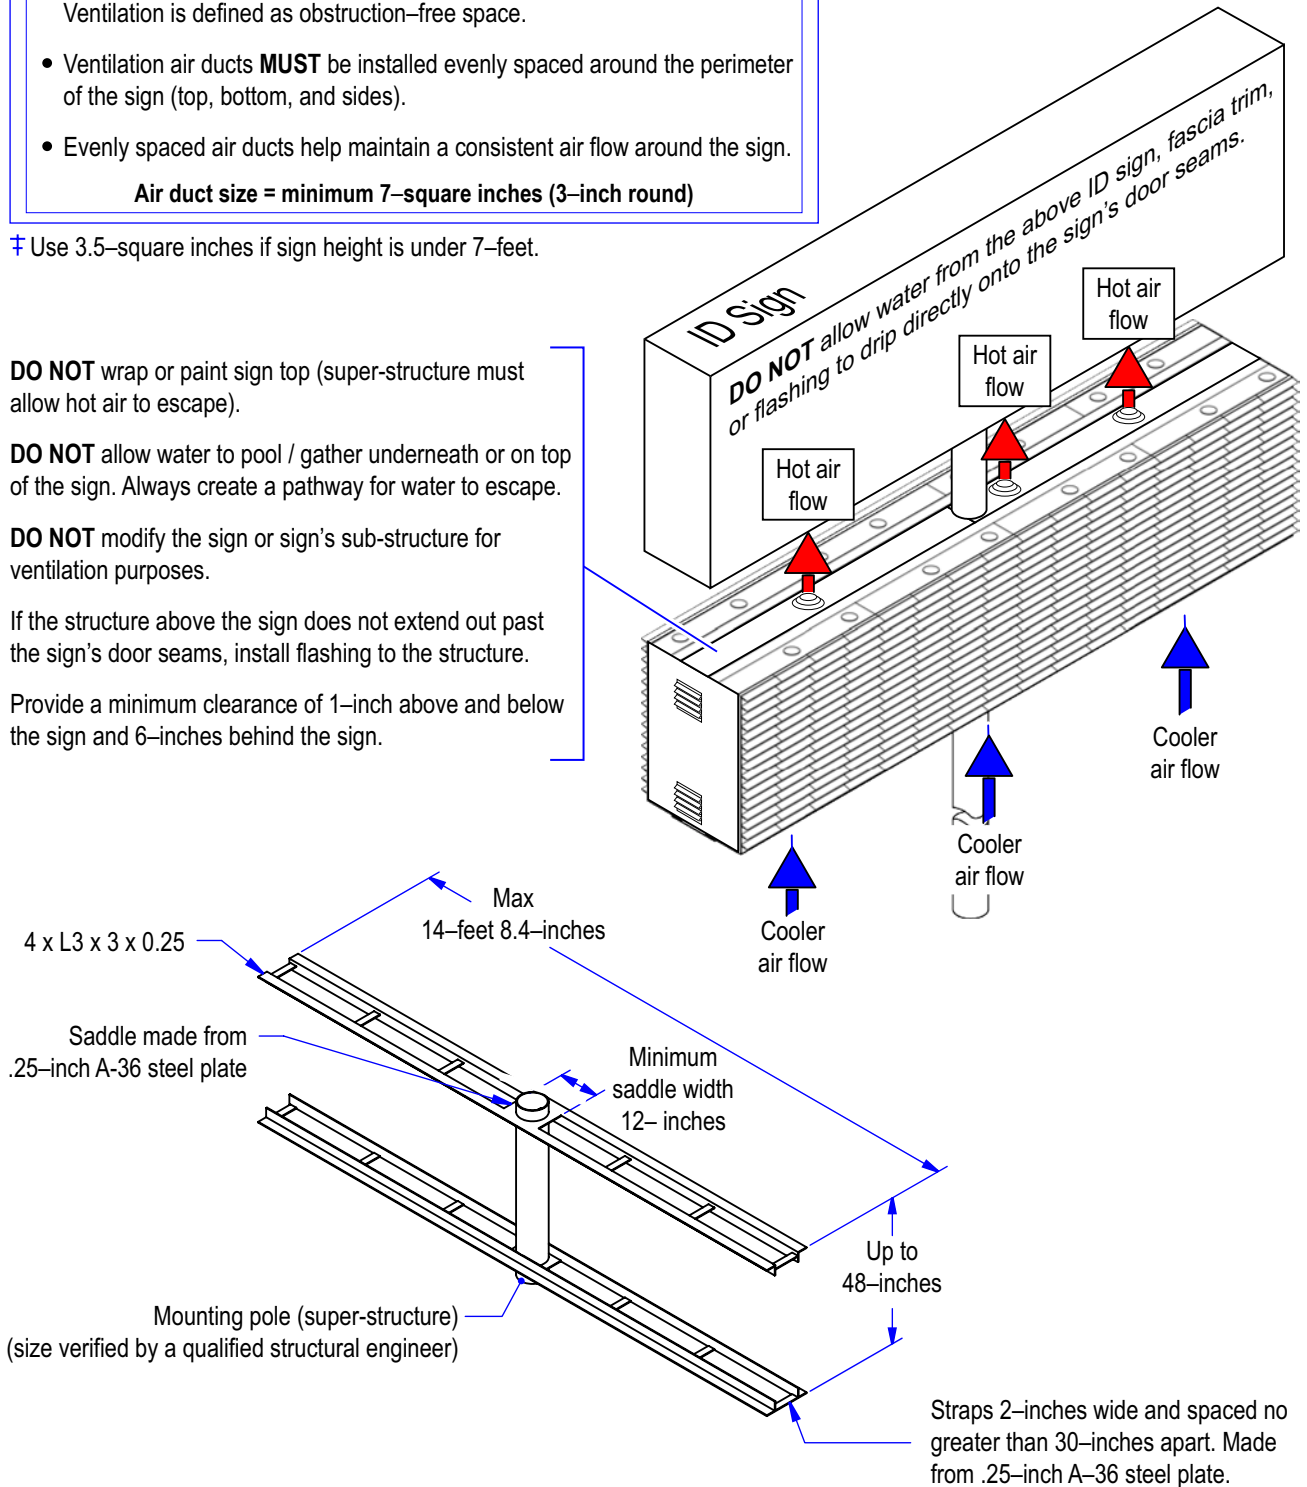 Ventilation is defined as obstruction–free space.
• Ventilation air ducts MUST be installed evenly spaced around the perimeter
of the sign (top, bottom, and sides).
• Evenly spaced air ducts help maintain a consistent air flow around the sign.
Air duct size = minimum 7–square inches (3–inch round)
‡ Use 3.5–square inches if sign height is under 7–feet.
ID Sign
DO NOT allow water from the above ID sign, fascia trim,
or flashing to drip directly onto the sign's door seams.
Hot air
flow
Hot air
flow
Hot air
flow
DO NOT wrap or paint sign top (super-structure must
allow hot air to escape).
DO NOT allow water to pool / gather underneath or on top
of the sign. Always create a pathway for water to escape.
DO NOT modify the sign or sign's sub-structure for
ventilation purposes.
If the structure above the sign does not extend out past
the sign's door seams, install flashing to the structure.
Provide a minimum clearance of 1–inch above and below
the sign and 6–inches behind the sign.
Cooler
air flow
Cooler
air flow
Cooler
air flow
Max
14–feet 8.4–inches
4 x L3 x 3 x 0.25
Saddle made from
.25–inch A-36 steel plate
Minimum
saddle width
12– inches
Up to
48–inches
Mounting pole (super-structure)
(size verified by a qualified structural engineer)
Straps 2–inches wide and spaced no
greater than 30–inches apart. Made
from .25–inch A–36 steel plate.